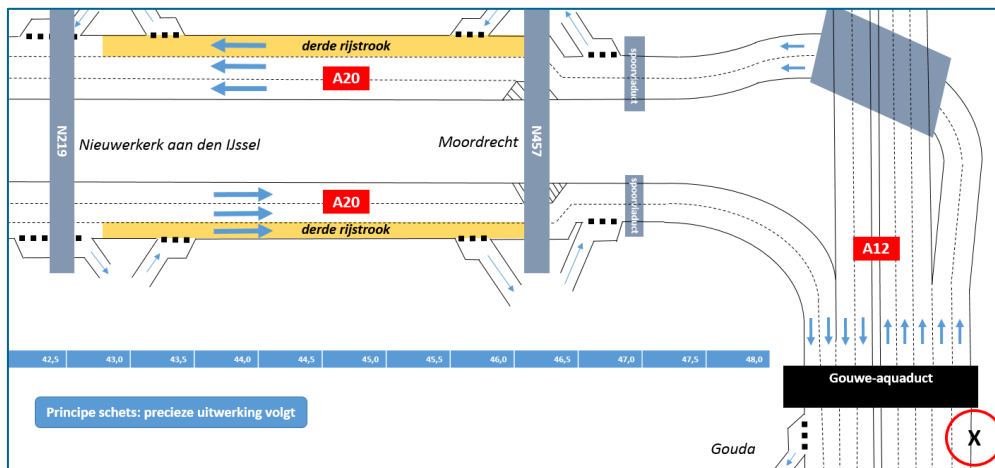 derde rijstrook
A20
spoorviaduct
N219
Nieuwerkerk aan den IJssel
Moordrecht
N457
A20
spoorviaduct
derde rijstrook
A12
42,5 43,0 43,5 44,0 44,5 45,0 45,5 46,0 46,5 47,0 47,5 48,0
Gouwe-aquaduct
Principe schets: precieze uitwerking volgt
Gouda
X